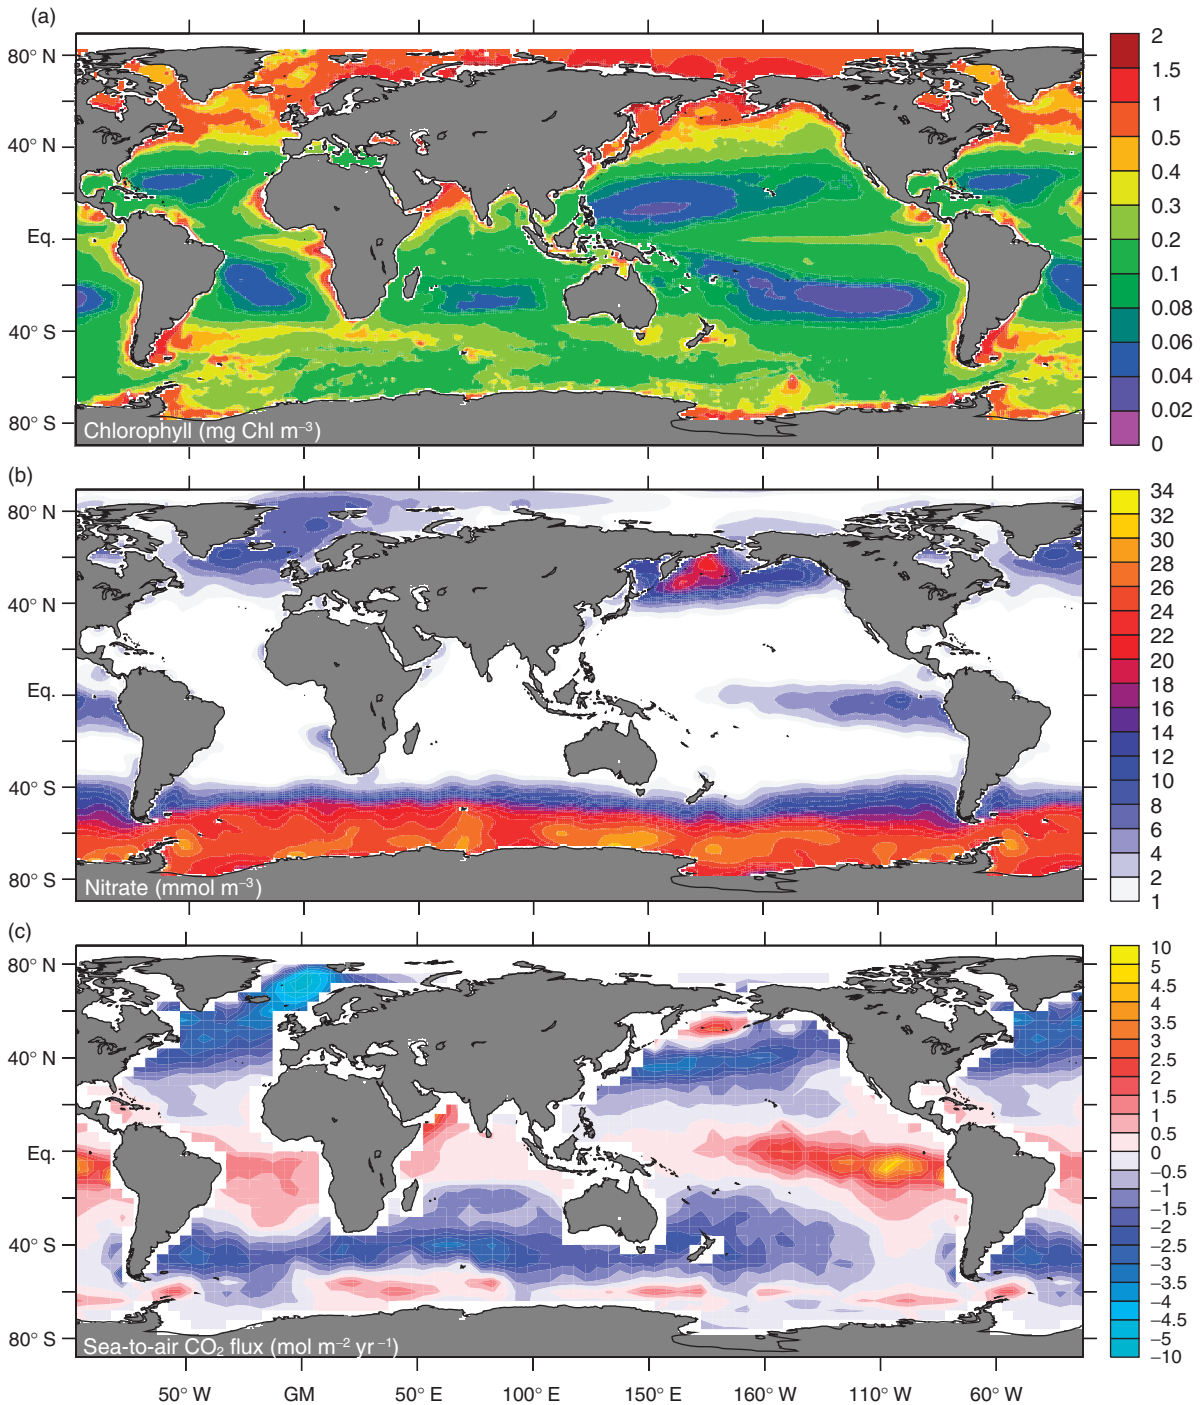 (a)
80° N
40° N
Eq.
40° S
80° S
Chlorophyll (mg Chl m⁻³)
2
1.5
1
0.5
0.4
0.3
0.2
0.1
0.08
0.06
0.04
0.02
0
(b)
80° N
40° N
Eq.
40° S
80° S
Nitrate (mmol m⁻³)
34
32
30
28
26
24
22
20
18
16
14
12
10
8
6
4
2
1
(c)
80° N
40° N
Eq.
40° S
80° S
Sea-to-air CO₂ flux (mol m⁻² yr⁻¹)
10
5
4.5
4
3.5
3
2.5
2
1.5
1
0.5
0
−0.5
−1
−1.5
−2
−2.5
−3
−3.5
−4
−4.5
−5
−10
50° W
GM
50° E
100° E
150° E
160° W
110° W
60° W